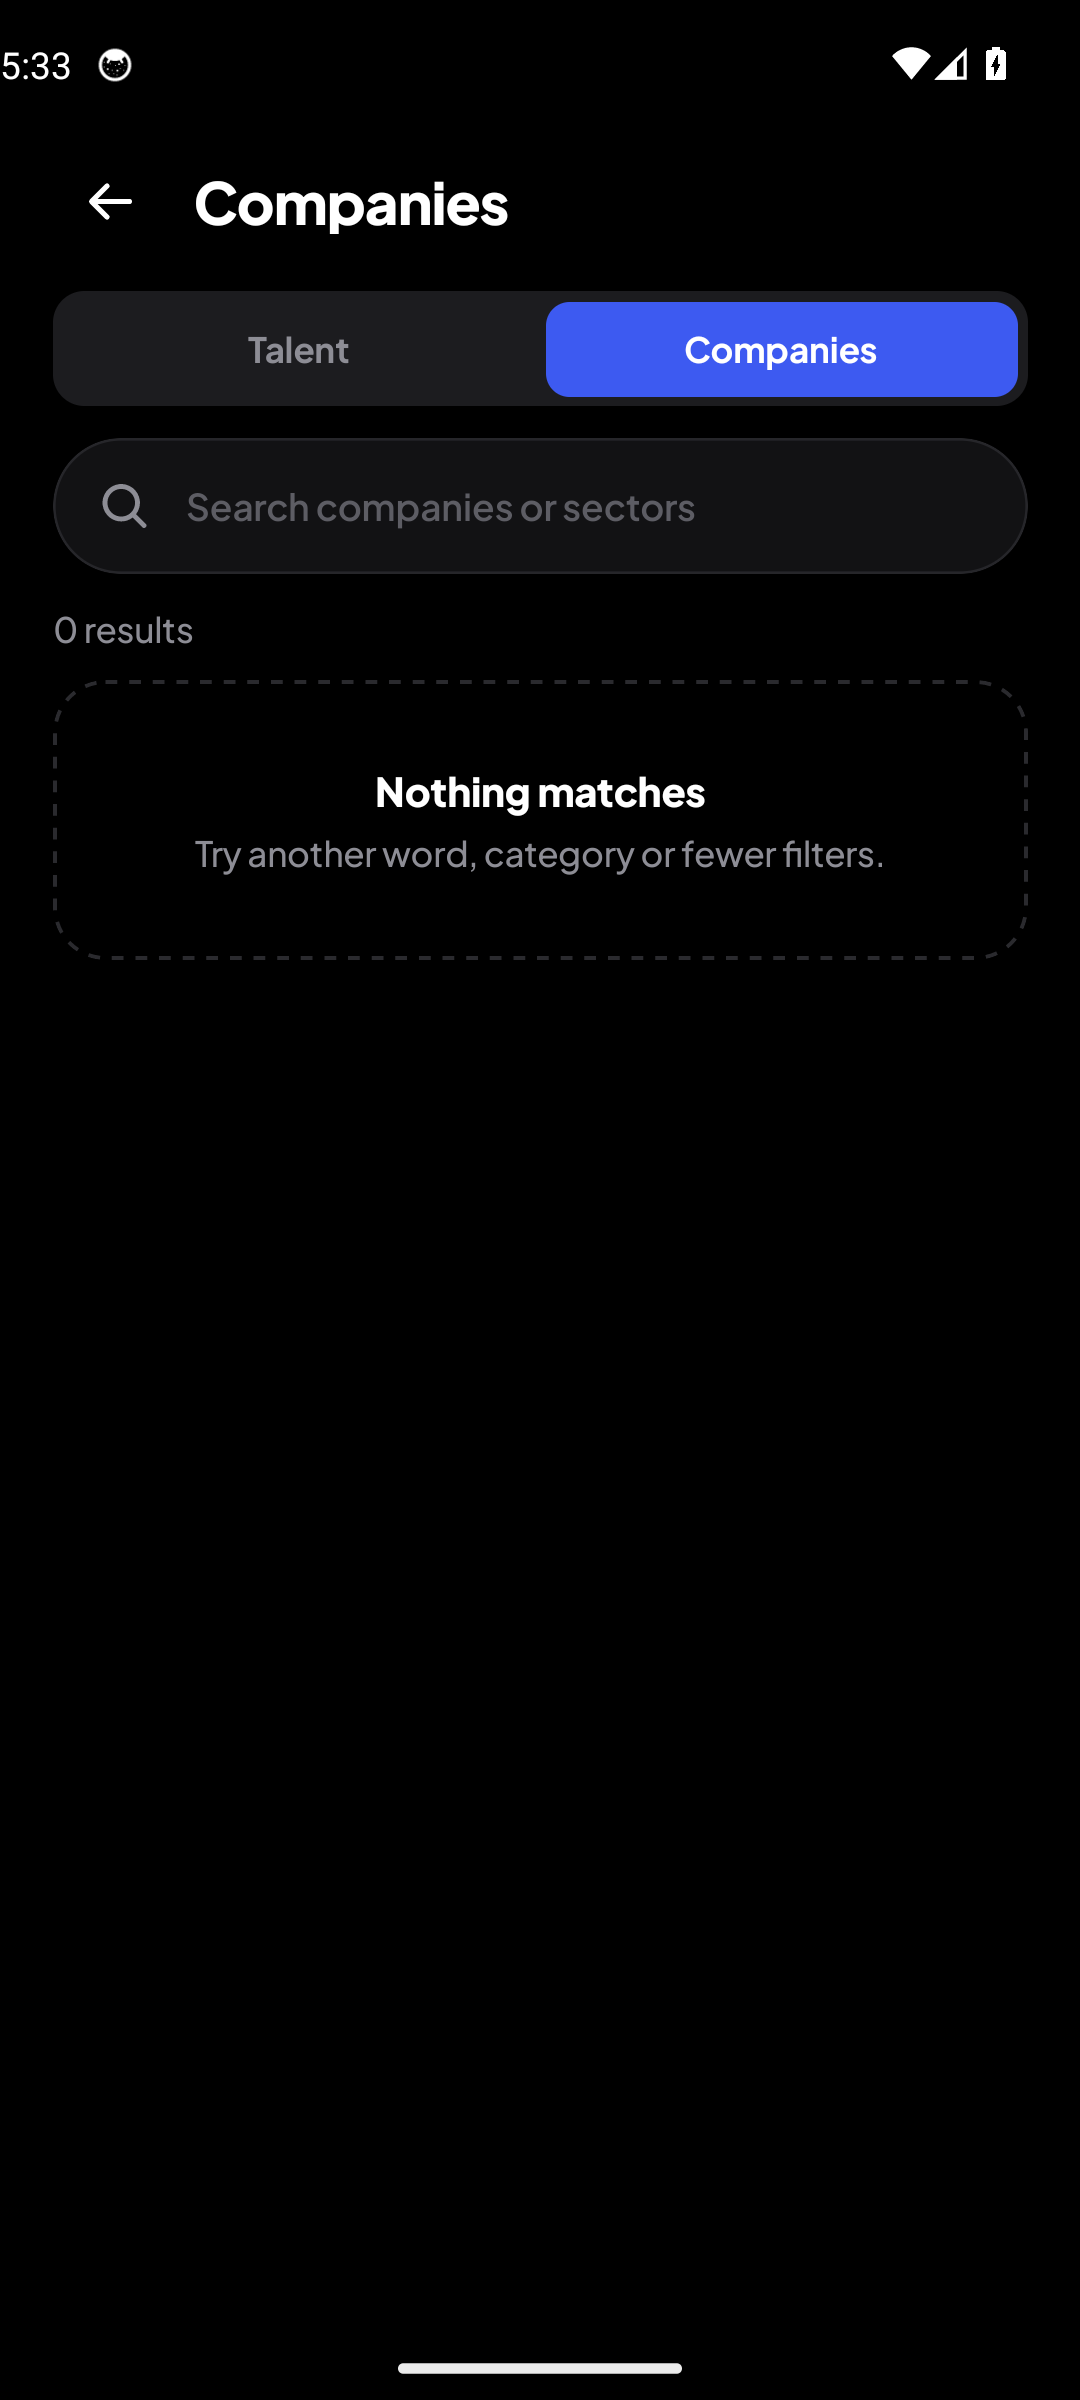 5:33
Companies
Talent
Companies
Search companies or sectors
0 results
Nothing matches
Try another word, category or fewer filters.